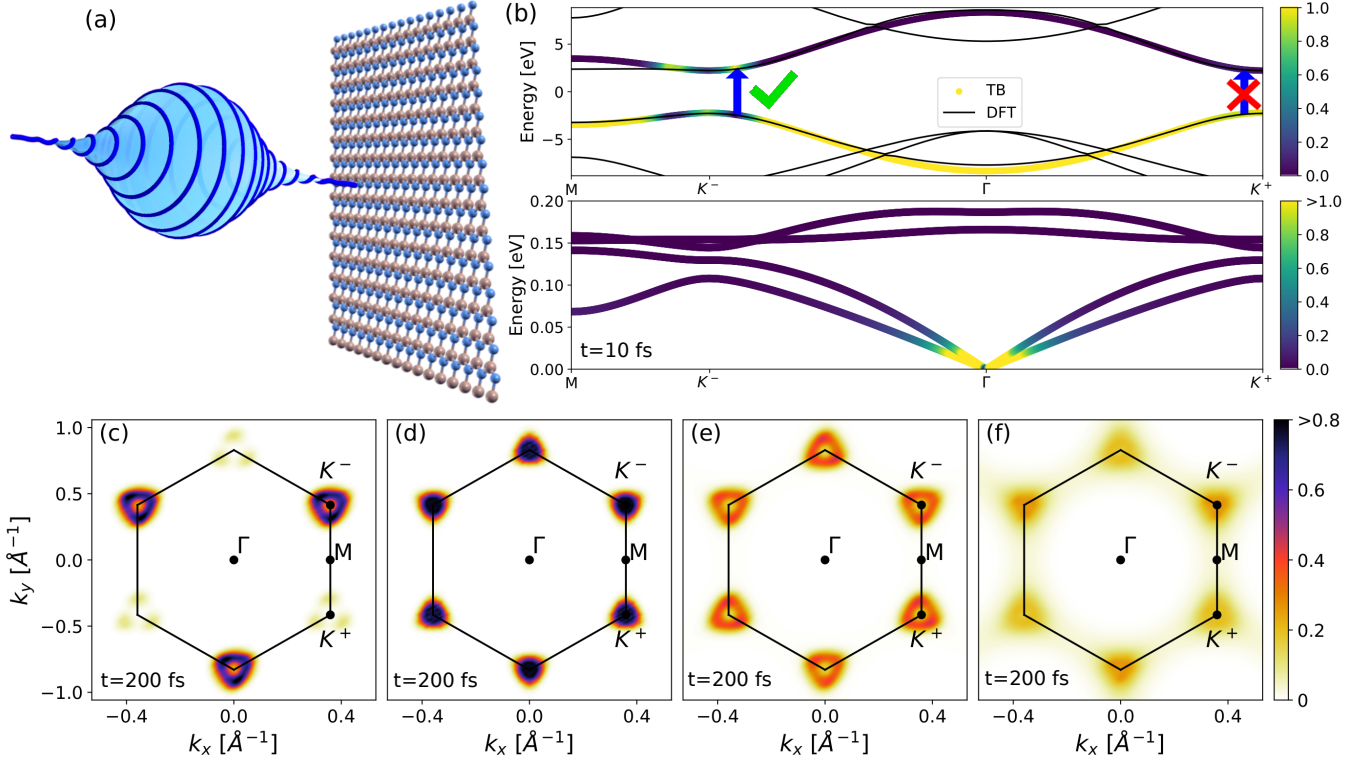 (a)
(b)
Energy [eV]
5
0
−5
TB
DFT
M
K⁻
Γ
K⁺
1.0
0.8
0.6
0.4
0.2
0.0
Energy [eV]
0.20
0.15
0.10
0.05
0.00
t=10 fs
M
K⁻
Γ
K⁺
>1.0
0.8
0.6
0.4
0.2
0.0
(c)
k_y [Å⁻¹]
1.0
0.5
0.0
−0.5
−1.0
K⁻
Γ
M
K⁺
t=200 fs
−0.4
0.0
0.4
k_x [Å⁻¹]
(d)
K⁻
Γ
M
K⁺
t=200 fs
−0.4
0.0
0.4
k_x [Å⁻¹]
(e)
K⁻
Γ
M
K⁺
t=200 fs
−0.4
0.0
0.4
k_x [Å⁻¹]
(f)
K⁻
Γ
M
K⁺
t=200 fs
−0.4
0.0
0.4
k_x [Å⁻¹]
>0.8
0.6
0.4
0.2
0